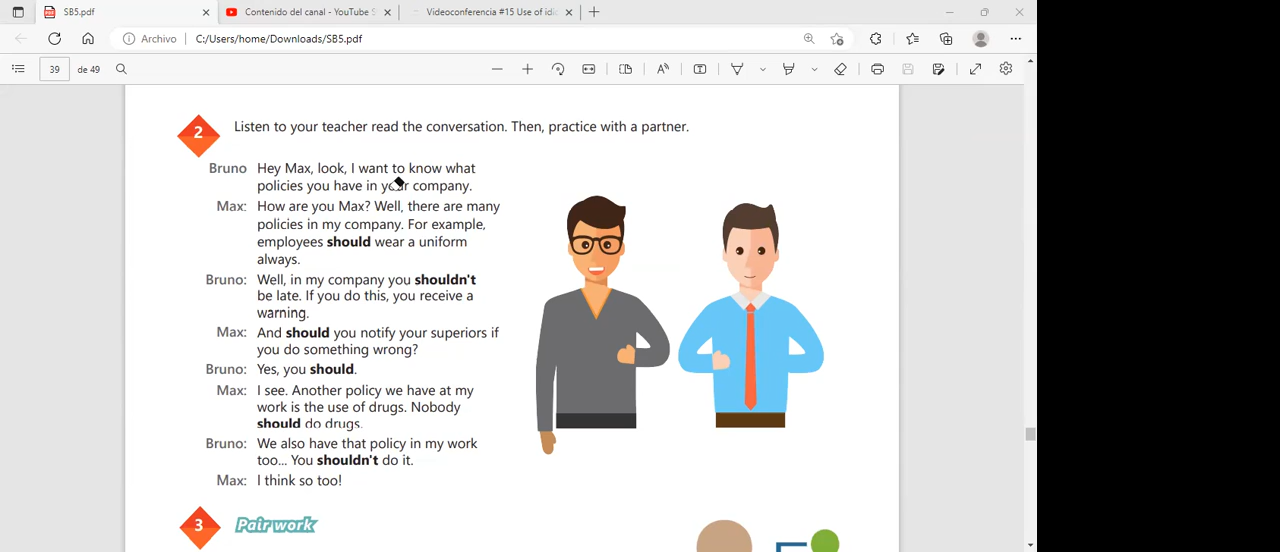 SB5.pdf
Contenido del canal - YouTube S
Videoconferencia #15 Use of idio
Archivo C:/Users/home/Downloads/SB5.pdf
39 de 49
2 Listen to your teacher read the conversation. Then, practice with a partner.
Bruno Hey Max, look, I want to know what
policies you have in your company.
Max: How are you Max? Well, there are many
policies in my company. For example,
employees should wear a uniform
always.
Bruno: Well, in my company you shouldn't
be late. If you do this, you receive a
warning.
Max: And should you notify your superiors if
you do something wrong?
Bruno: Yes, you should.
Max: I see. Another policy we have at my
work is the use of drugs. Nobody
should do drugs.
Bruno: We also have that policy in my work
too... You shouldn't do it.
Max: I think so too!
3 Pair work